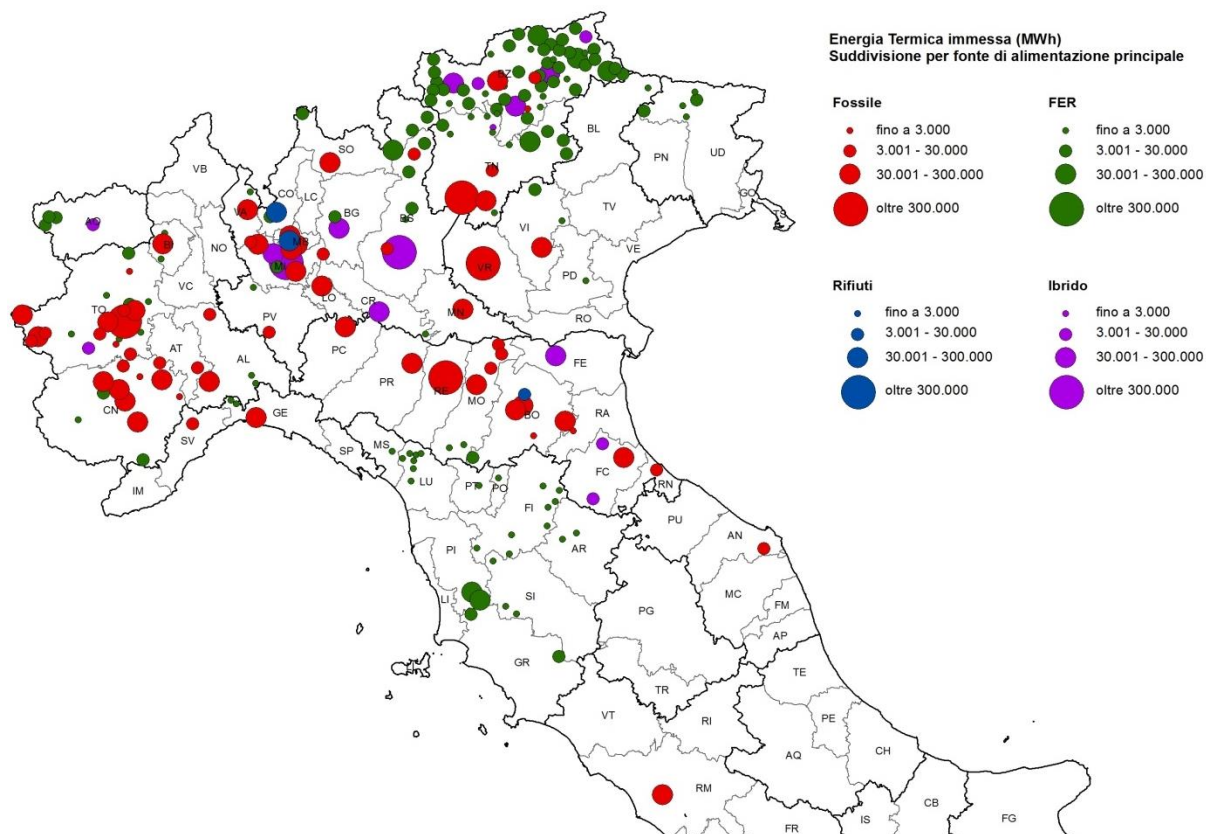 Energia Termica immessa (MWh)
Suddivisione per fonte di alimentazione principale
Fossile
fino a 3.000
3.001 - 30.000
30.001 - 300.000
oltre 300.000
FER
fino a 3.000
3.001 - 30.000
30.001 - 300.000
oltre 300.000
Rifiuti
fino a 3.000
3.001 - 30.000
30.001 - 300.000
oltre 300.000
Ibrido
fino a 3.000
3.001 - 30.000
30.001 - 300.000
oltre 300.000
BZ
BL
SO
VB
PN
UD
TN
CO
LC
GO
TS
VA
BG
BS
TV
AO
VI
BI
NO
MB
VE
MI
VR
PD
VC
LO
CR
TO
MN
RO
PV
PC
AT
AL
FE
PR
RE
MO
CN
GE
BO
RA
SV
MS
SP
FC
LU
PT
PO
RN
IM
FI
PU
AN
PI
AR
MC
LI
SI
PG
FM
AP
GR
LI
TE
TR
VT
RI
PE
AQ
CH
RM
CB
FR
IS
FG